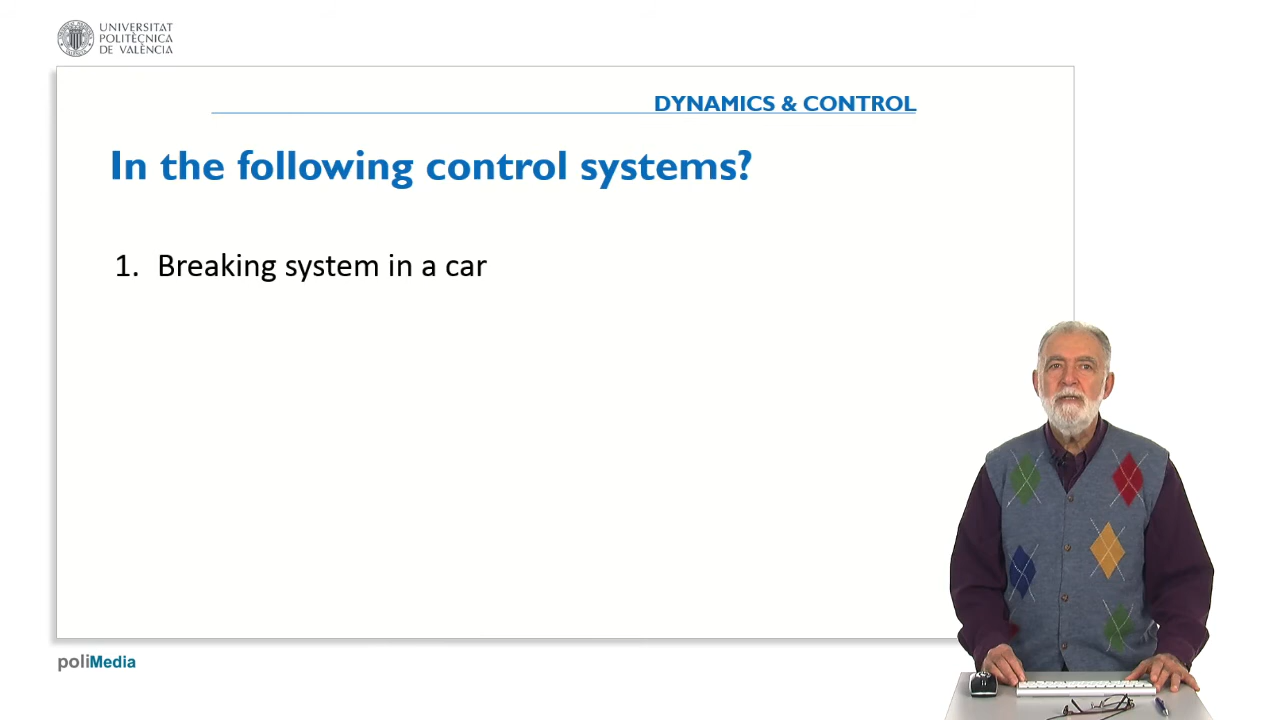 UNIVERSITAT
POLITÈCNICA
DE VALÈNCIA
DYNAMICS & CONTROL
In the following control systems?
1. Breaking system in a car
poliMedia